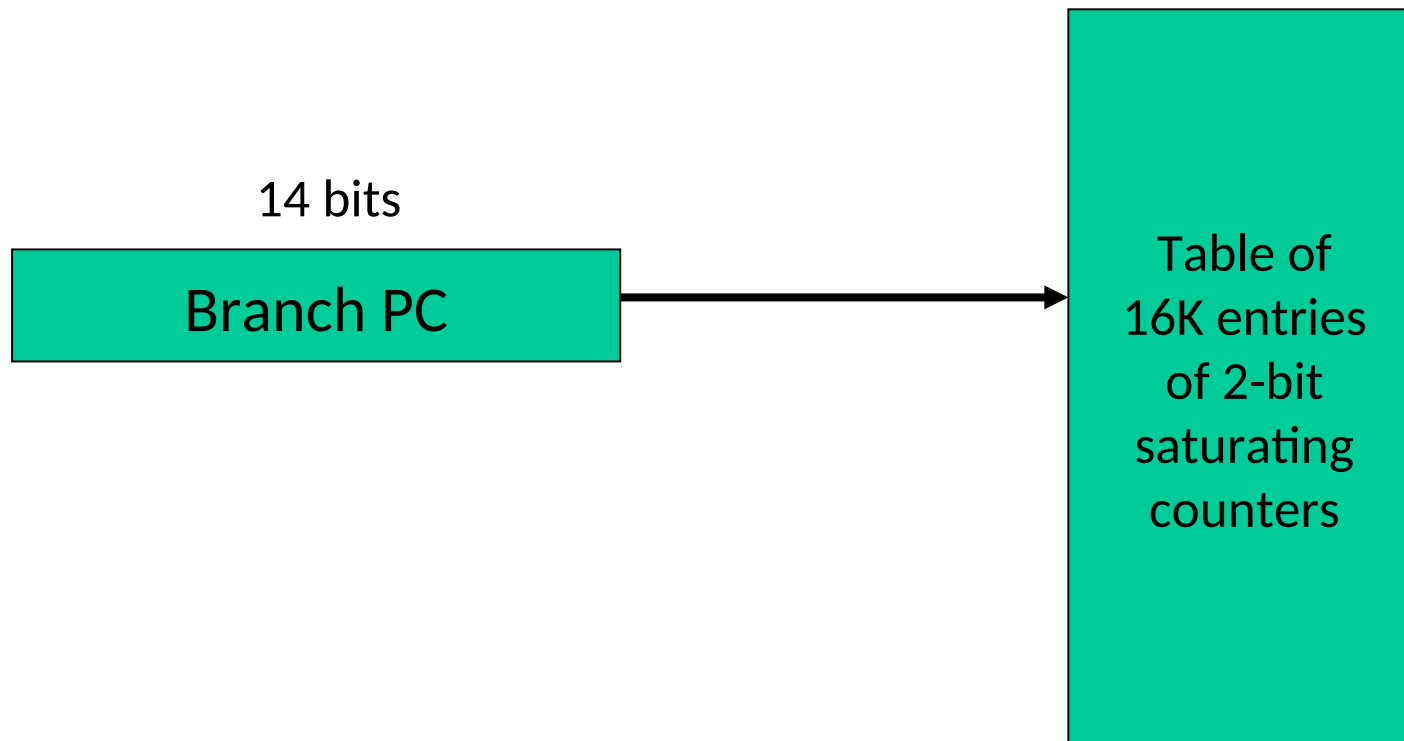 14 bits
Branch PC
Table of
16K entries
of 2-bit
saturating
counters